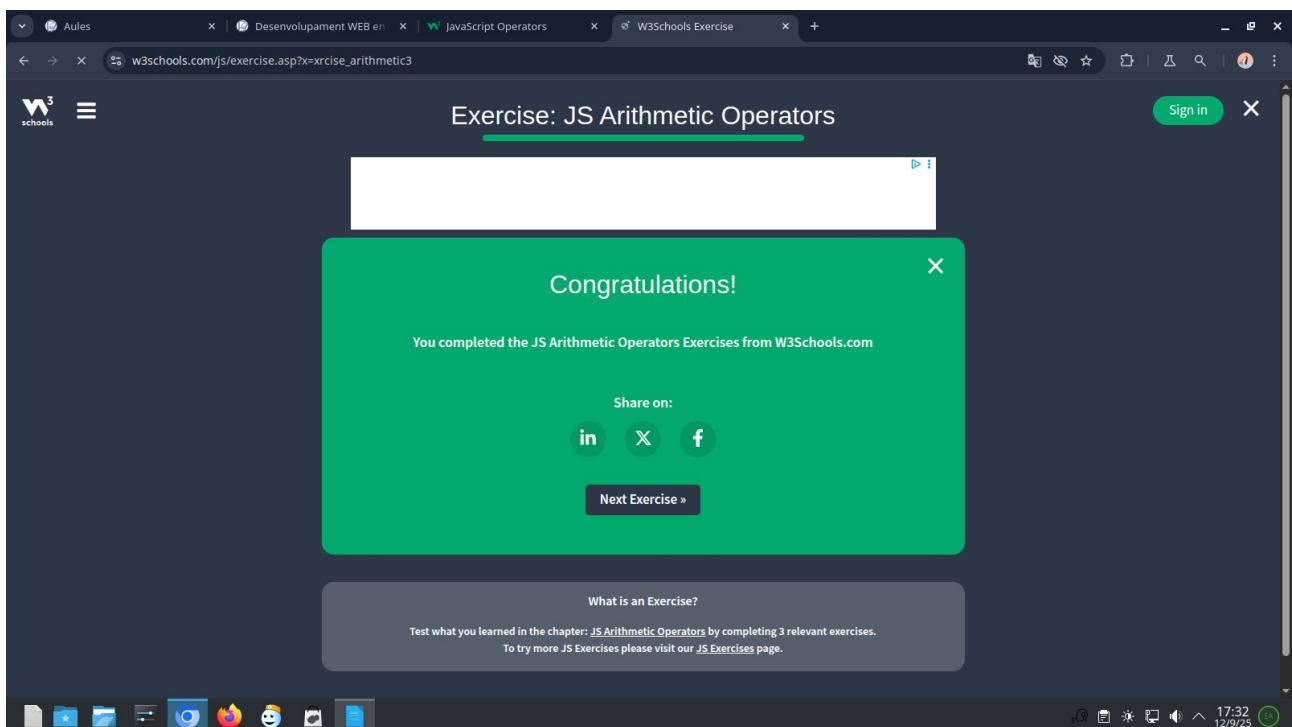 Aules
Desenvolupament WEB en
JavaScript Operators
W3Schools Exercise
w3schools.com/js/exercise.asp?x=xrcise_arithmetic3
3
schools
Exercise: JS Arithmetic Operators
Sign in
Congratulations!
You completed the JS Arithmetic Operators Exercises from W3Schools.com
Share on:
in
X
f
Next Exercise »
What is an Exercise?
Test what you learned in the chapter: JS Arithmetic Operators by completing 3 relevant exercises.
To try more JS Exercises please visit our JS Exercises page.
17:32
12/9/25